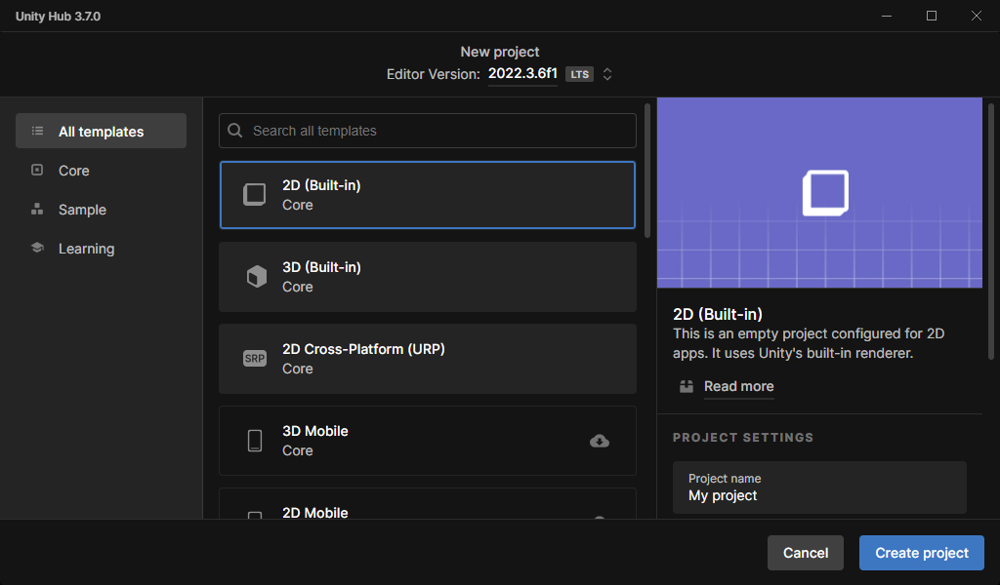 Unity Hub 3.7.0
New project
Editor Version: 2022.3.6f1 LTS
All templates
Core
Sample
Learning
Search all templates
2D (Built-in)
Core
3D (Built-in)
Core
SRP
2D Cross-Platform (URP)
Core
3D Mobile
Core
2D Mobile
2D (Built-in)
This is an empty project configured for 2D
apps. It uses Unity's built-in renderer.
Read more
PROJECT SETTINGS
Project name
My project
Cancel
Create project